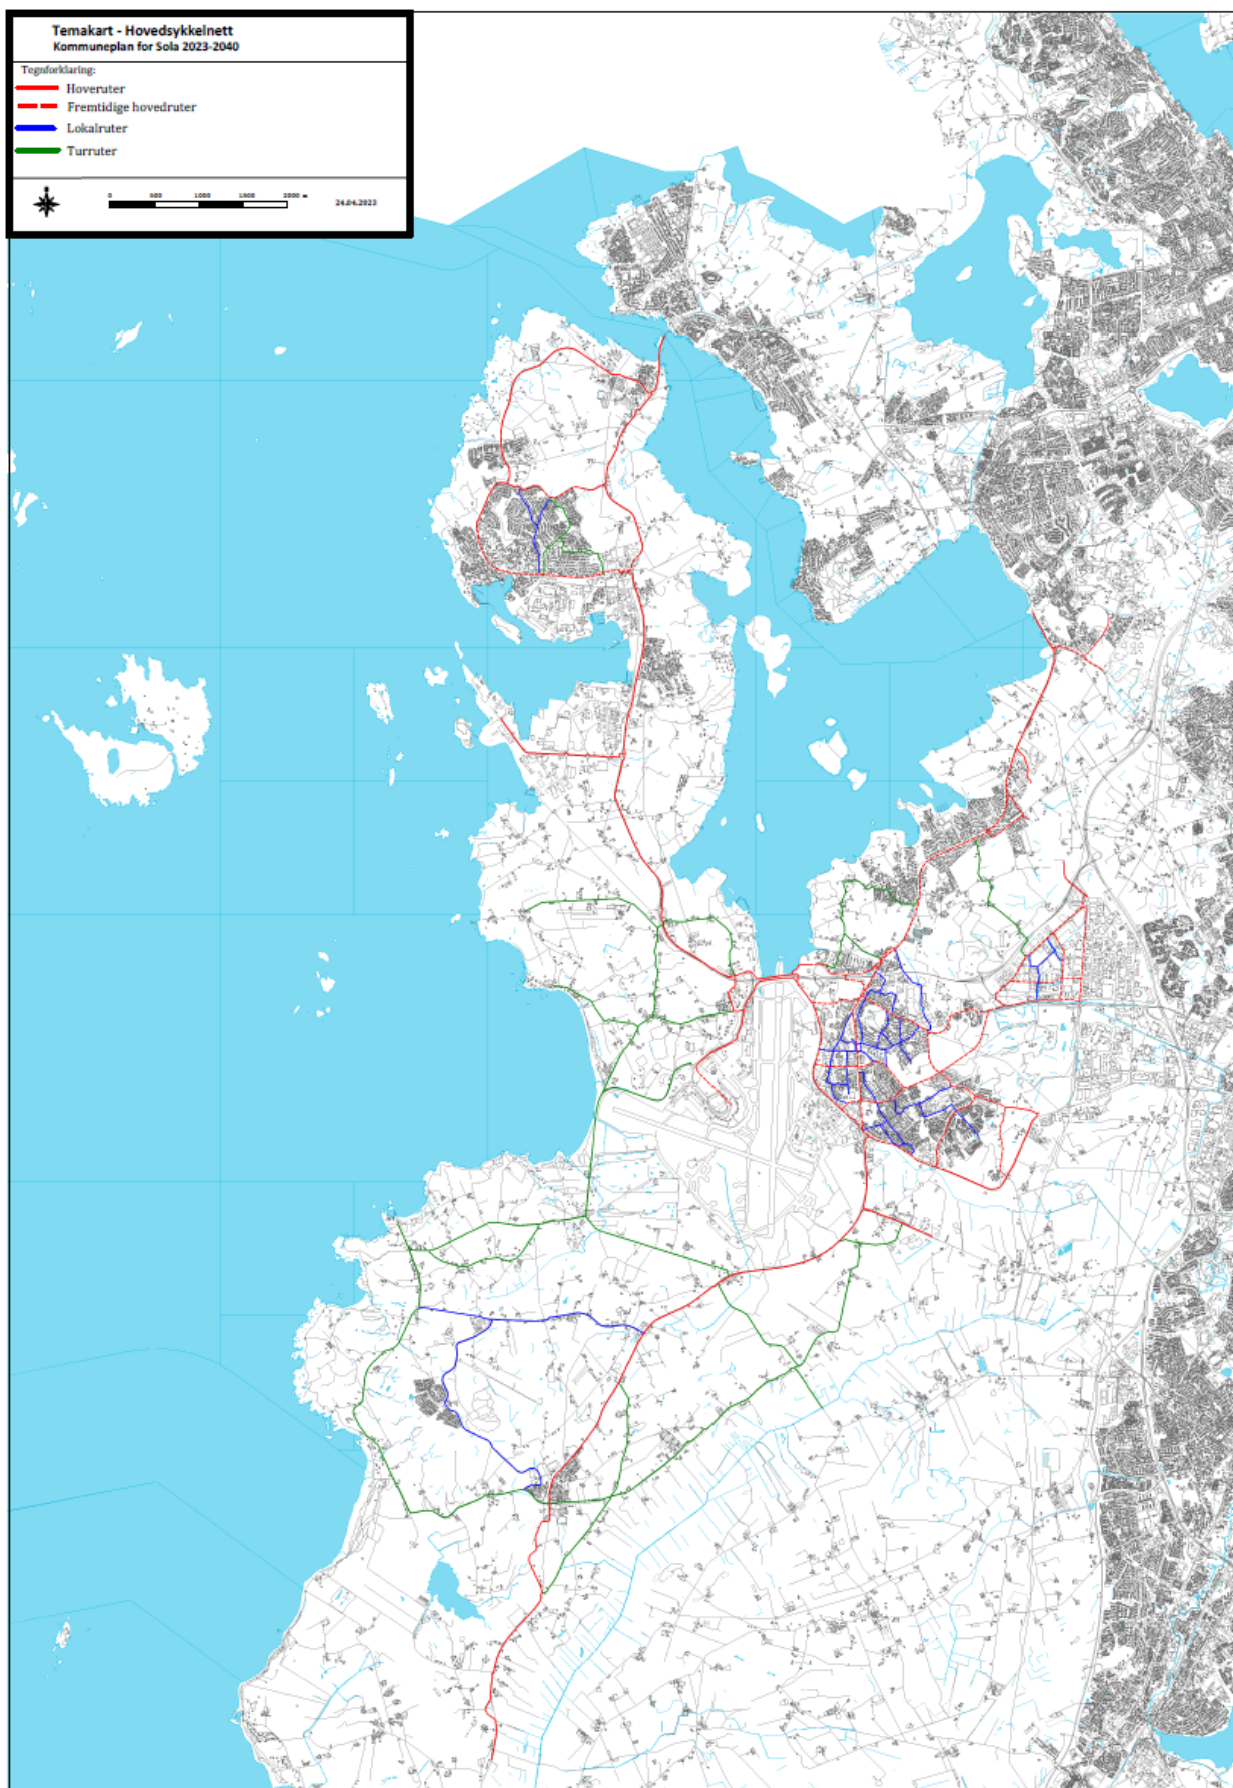 Temakart - Hovedsykkelnett
Kommuneplan for Sola 2023-2040
Tegnforklaring:
Hoveruter
Fremtidige hovedruter
Lokalruter
Turruter
0 500 1000 1500 2000 m
24.04.2023